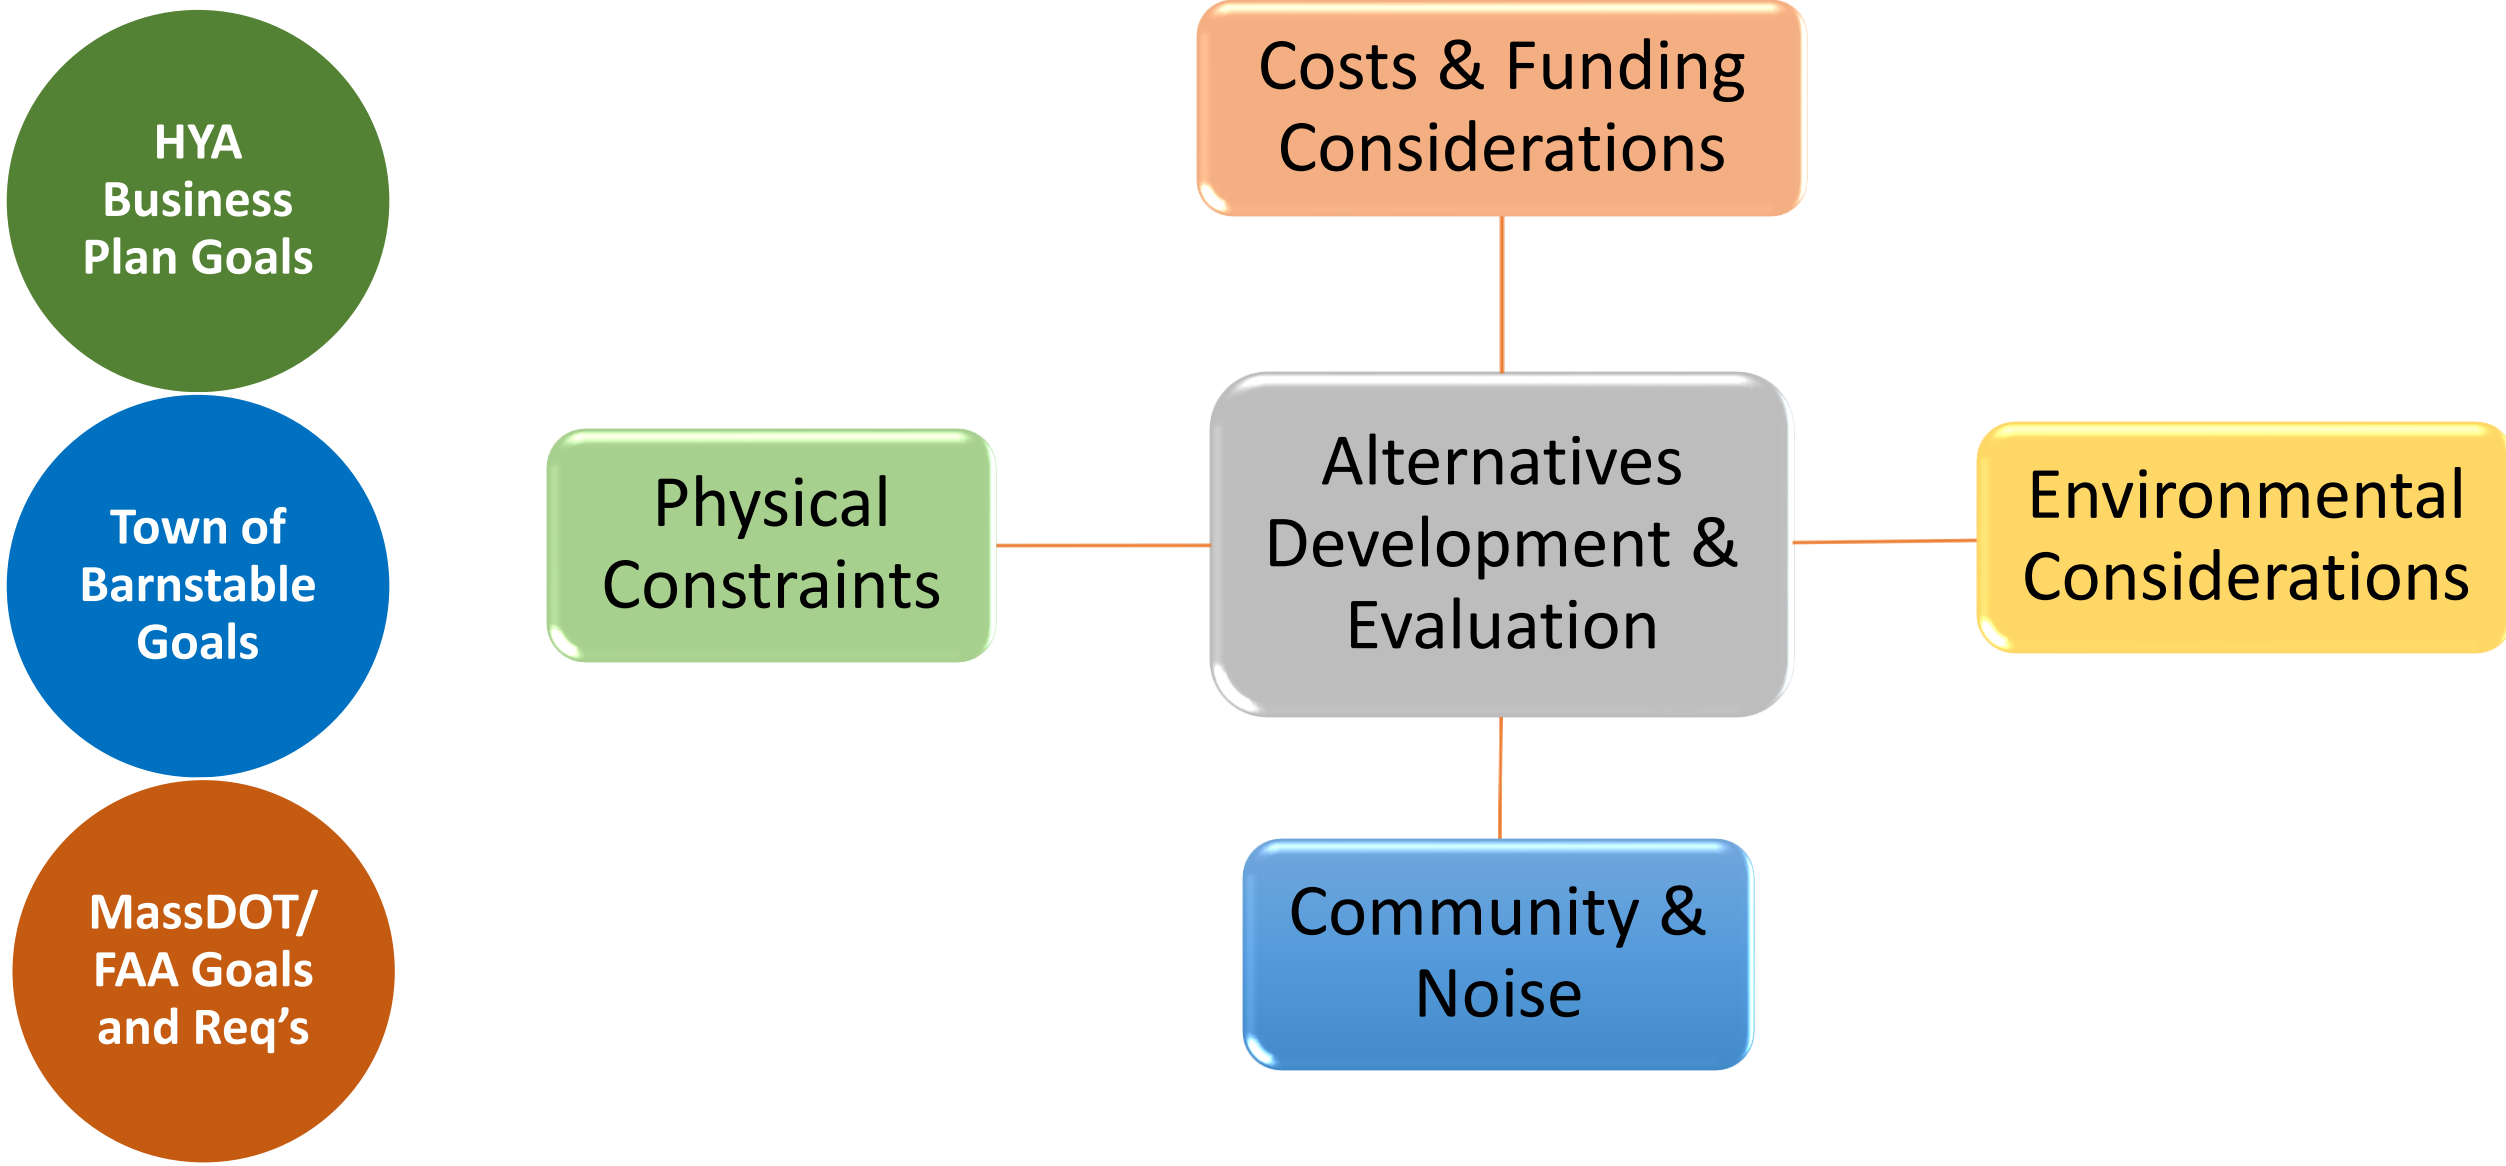 HYA
Business
Plan Goals
Town of
Barnstable
Goals
MassDOT/
FAA Goals
and Req's
Costs & Funding
Considerations
Physical
Constraints
Alternatives
Development &
Evaluation
Environmental
Considerations
Community &
Noise